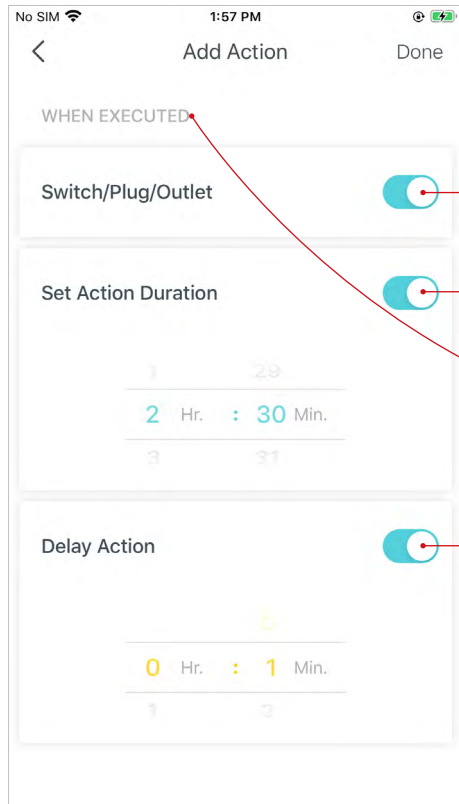 No SIM 1:57 PM
Add Action Done
WHEN EXECUTED
Switch/Plug/Outlet
Set Action Duration
1 29
2 Hr. : 30 Min.
3 31
Delay Action
0 Hr. : 1 Min.
1